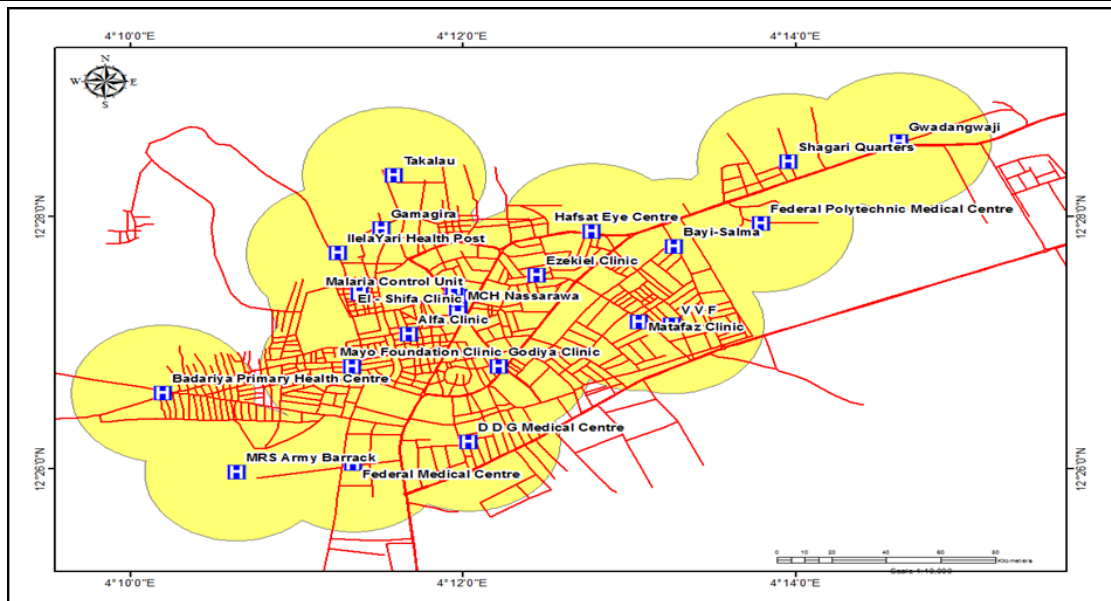 4°10'0"E 4°12'0"E 4°14'0"E
N
W E
S
Gwadangwaji
Shagari Quarters
Takalau
12°28'0"N 12°28'0"N
Gamagira
Federal Polytechnic Medical Centre
Hafsat Eye Centre
Bayi-Salma
IlelaYari Health Post
Ezekiel Clinic
Malaria Control Unit
MCH Nassarawa
El - Shifa Clinic
V V F
Alfa Clinic
Matafaz Clinic
Mayo Foundation Clinic Godiya Clinic
Badariya Primary Health Centre
D D G Medical Centre
MRS Army Barrack
12°26'0"N 12°26'0"N
Federal Medical Centre
0 5 10 20 40 60 80
Kilometers
4°10'0"E 4°12'0"E 4°14'0"E